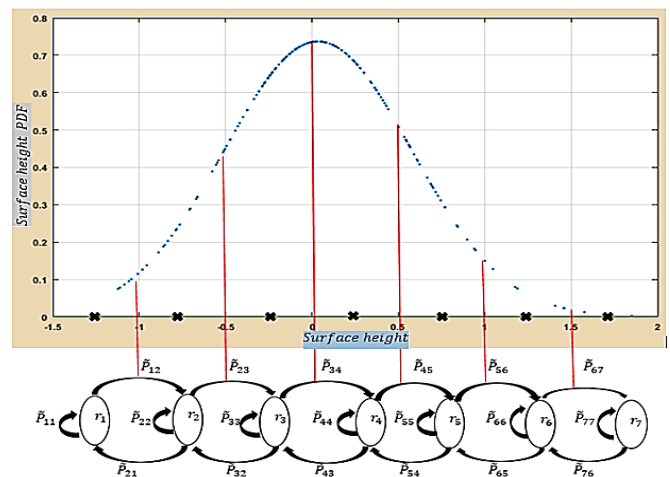 0.8
0.7
0.6
0.5
0.4
0.3
0.2
0.1
0
Surface height PDF
-1.5 -1 -0.5 0 0.5 1 1.5 2
Surface height
P̃₁₂ P̃₂₃ P̃₃₄ P̃₄₅ P̃₅₆ P̃₆₇
P̃₁₁ r₁ P̃₂₂ r₂ P̃₃₃ r₃ P̃₄₄ r₄ P̃₅₅ r₅ P̃₆₆ r₆ P̃₇₇ r₇
P̃₂₁ P̃₃₂ P̃₄₃ P̃₅₄ P̃₆₅ P̃₇₆